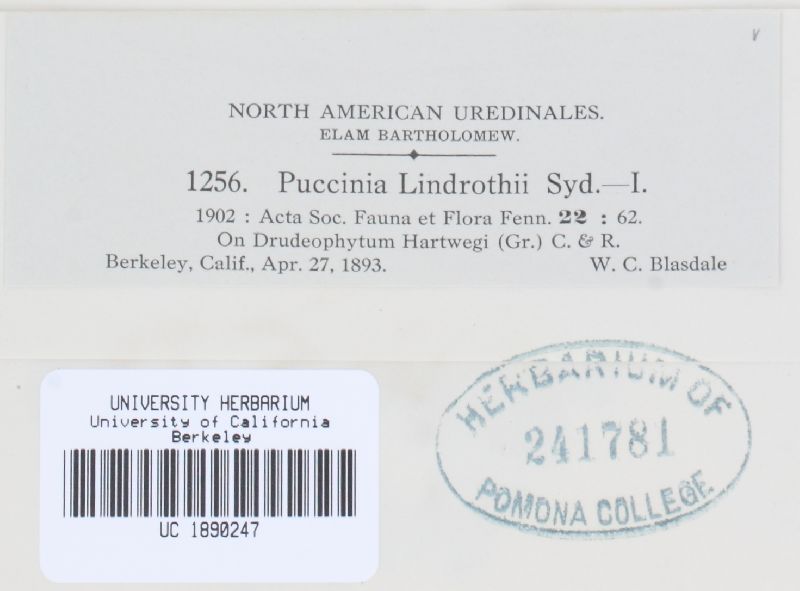 NORTH AMERICAN UREDINALES.
ELAM BARTHOLOMEW.
1256. Puccinia Lindrothii Syd.—I.
1902 : Acta Soc. Fauna et Flora Fenn. 22 : 62.
On Drudeophytum Hartwegi (Gr.) C. & R.
Berkeley, Calif., Apr. 27, 1893. W. C. Blasdale
UNIVERSITY HERBARIUM
University of California
Berkeley
UC 1890247
HERBARIUM OF
241781
POMONA COLLEGE.